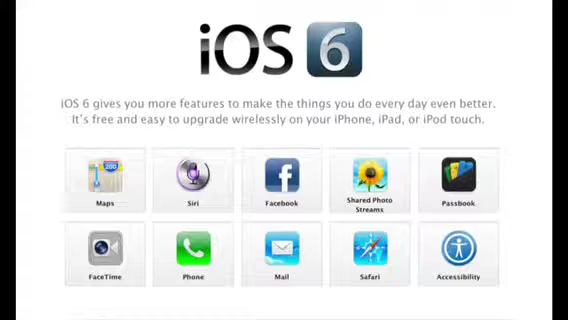 iOS 6
iOS 6 gives you more features to make the things you do every day even better.
It's free and easy to upgrade wirelessly on your iPhone, iPad, or iPod touch.
280
Maps
Siri
f
Facebook
Shared Photo
Streams
Passbook
FaceTime
Phone
Mail
Safari
Accessibility